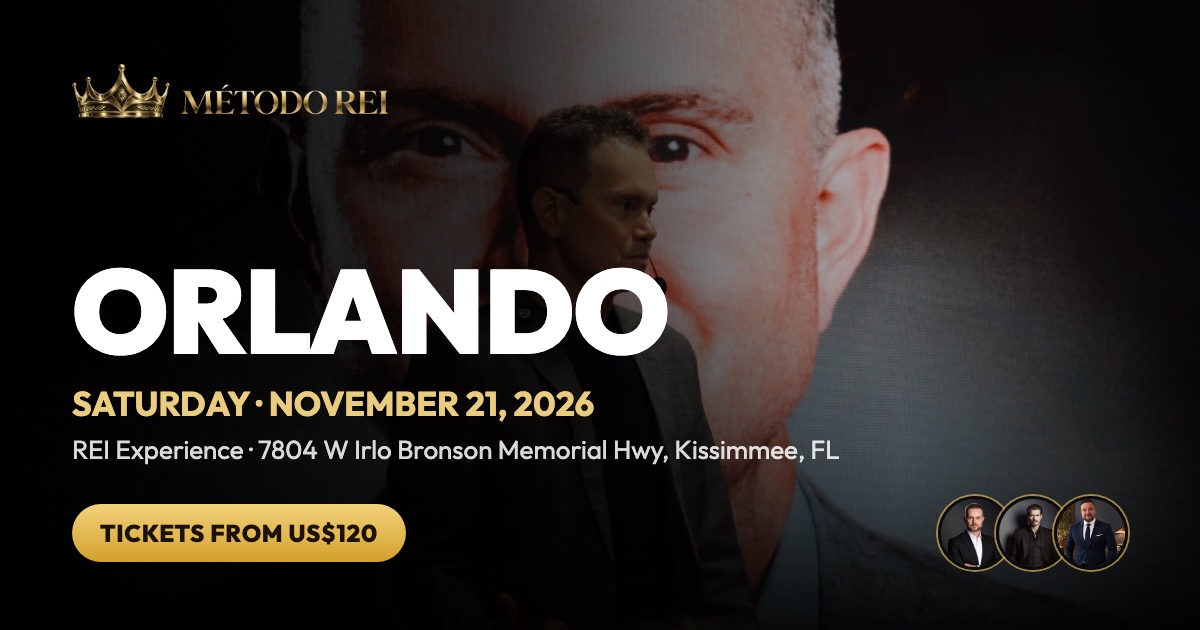 MÉTODO REI
ORLANDO
SATURDAY · NOVEMBER 21, 2026
REI Experience · 7804 W Irlo Bronson Memorial Hwy, Kissimmee, FL
TICKETS FROM US$120